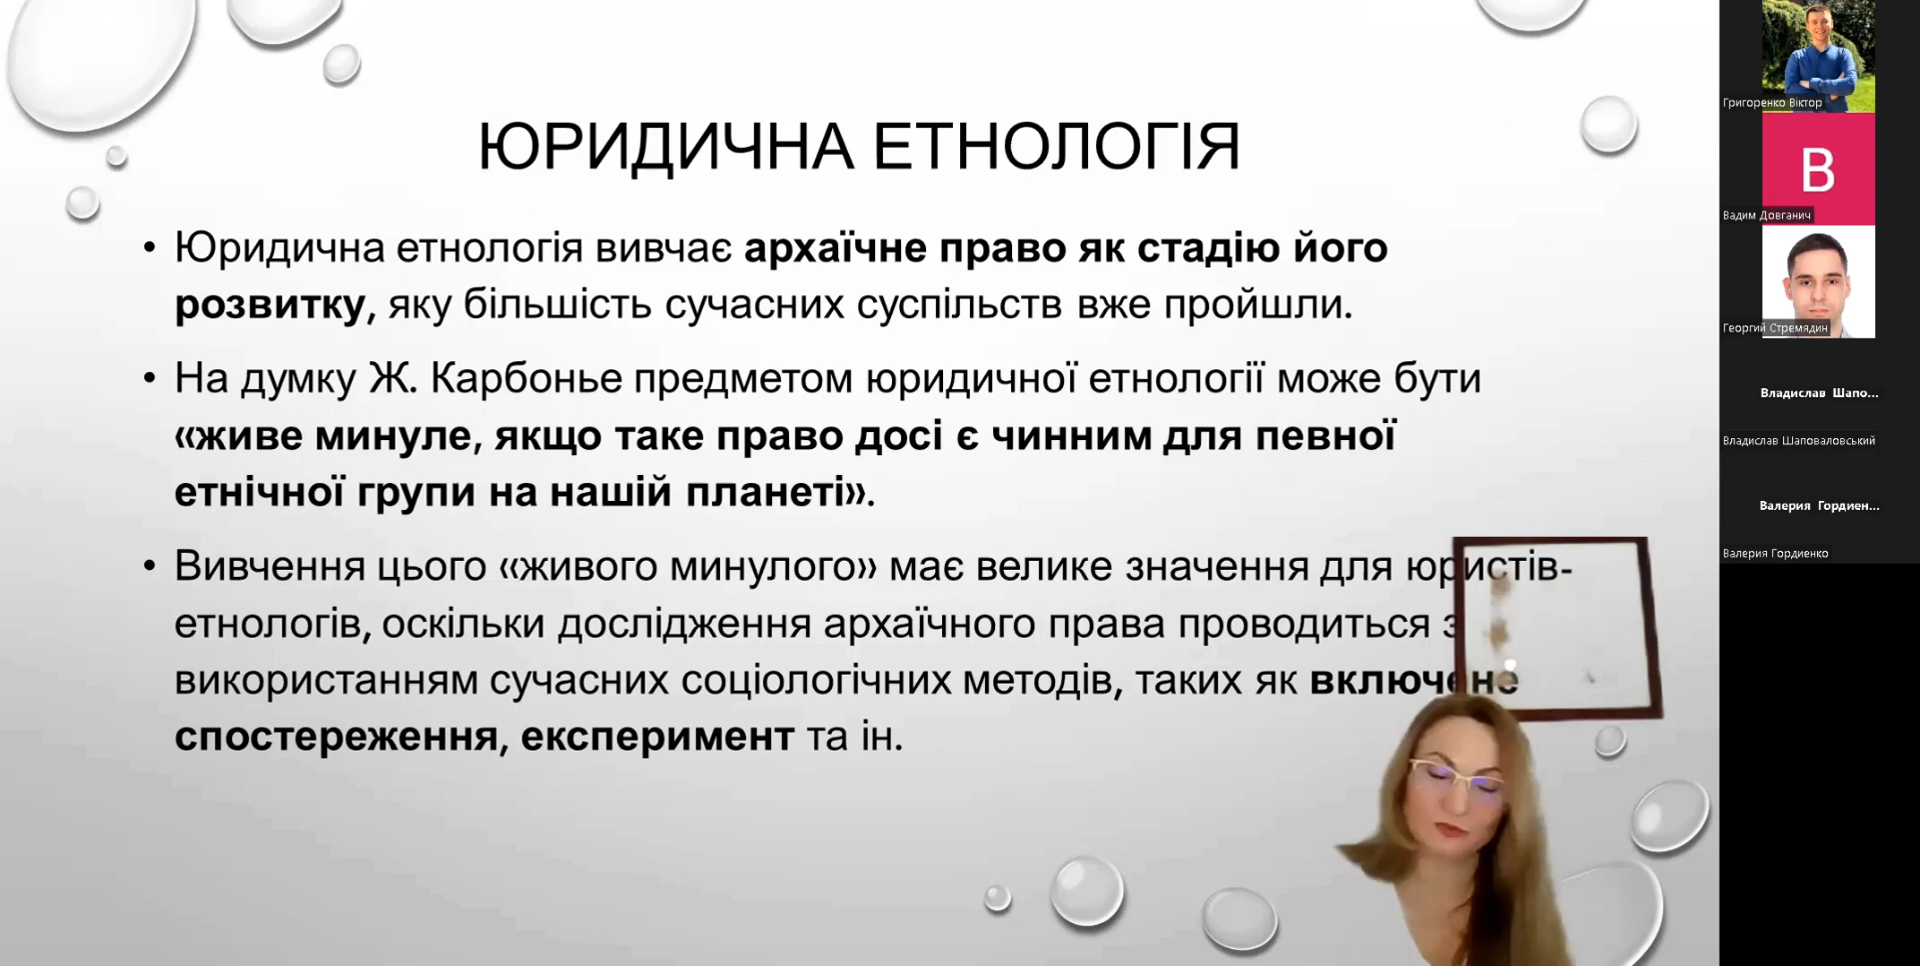 ЮРИДИЧНА ЕТНОЛОГІЯ
• Юридична етнологія вивчає архаїчне право як стадію його
розвитку, яку більшість сучасних суспільств вже пройшли.
• На думку Ж. Карбоньє предметом юридичної етнології може бути
«живе минуле, якщо таке право досі є чинним для певної
етнічної групи на нашій планеті».
• Вивчення цього «живого минулого» має велике значення для юристів-
етнологів, оскільки дослідження архаїчного права проводиться з
використанням сучасних соціологічних методів, таких як включене
спостереження, експеримент та ін.
Григоренко Віктор
В
Вадим Довганич
Георгий Стремядин
Владислав Шапо...
Владислав Шаповаловський
Валерия Гордиен...
Валерия Гордиенко